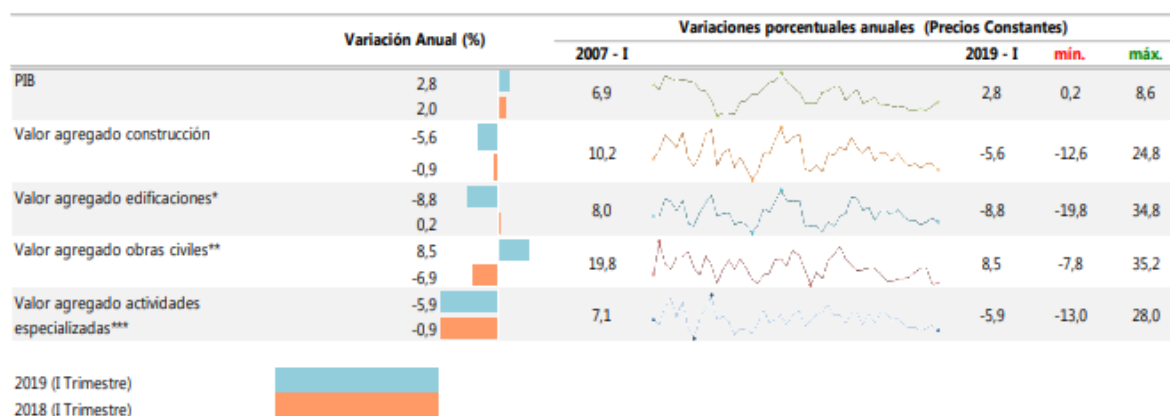 Variación Anual (%) Variaciones porcentuales anuales (Precios Constantes)
2007 - I 2019 - I mín. máx.
PIB 2,8 6,9 2,8 0,2 8,6
2,0
Valor agregado construcción -5,6 10,2 -5,6 -12,6 24,8
-0,9
Valor agregado edificaciones* -8,8 8,0 -8,8 -19,8 34,8
0,2
Valor agregado obras civiles** 8,5 19,8 8,5 -7,8 35,2
-6,9
Valor agregado actividades -5,9 7,1 -5,9 -13,0 28,0
especializadas*** -0,9
2019 (I Trimestre)
2018 (I Trimestre)